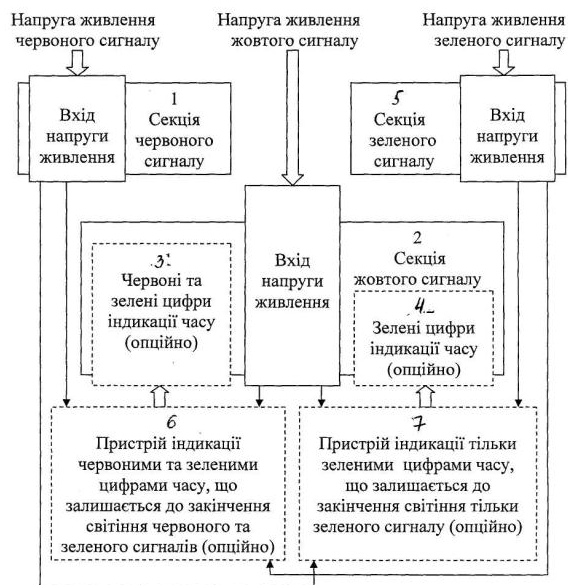 Напруга живлення
червоного сигналу
Напруга живлення
жовтого сигналу
Напруга живлення
зеленого сигналу
Вхід
напруги
живлення
1
Секція
червоного
сигналу
5
Секція
зеленого
сигналу
Вхід
напруги
живлення
3
Червоні та
зелені цифри
індикації часу
(опційно)
Вхід
напруги
живлення
2
Секція
жовтого сигналу
4
Зелені цифри
індикації часу
(опційно)
6
Пристрій індикації
червоними та зеленими
цифрами часу, що
залишається до закінчення
світіння червоного та
зеленого сигналів (опційно)
7
Пристрій індикації тільки
зеленими цифрами часу,
що залишається до
закінчення світіння тільки
зеленого сигналу (опційно)